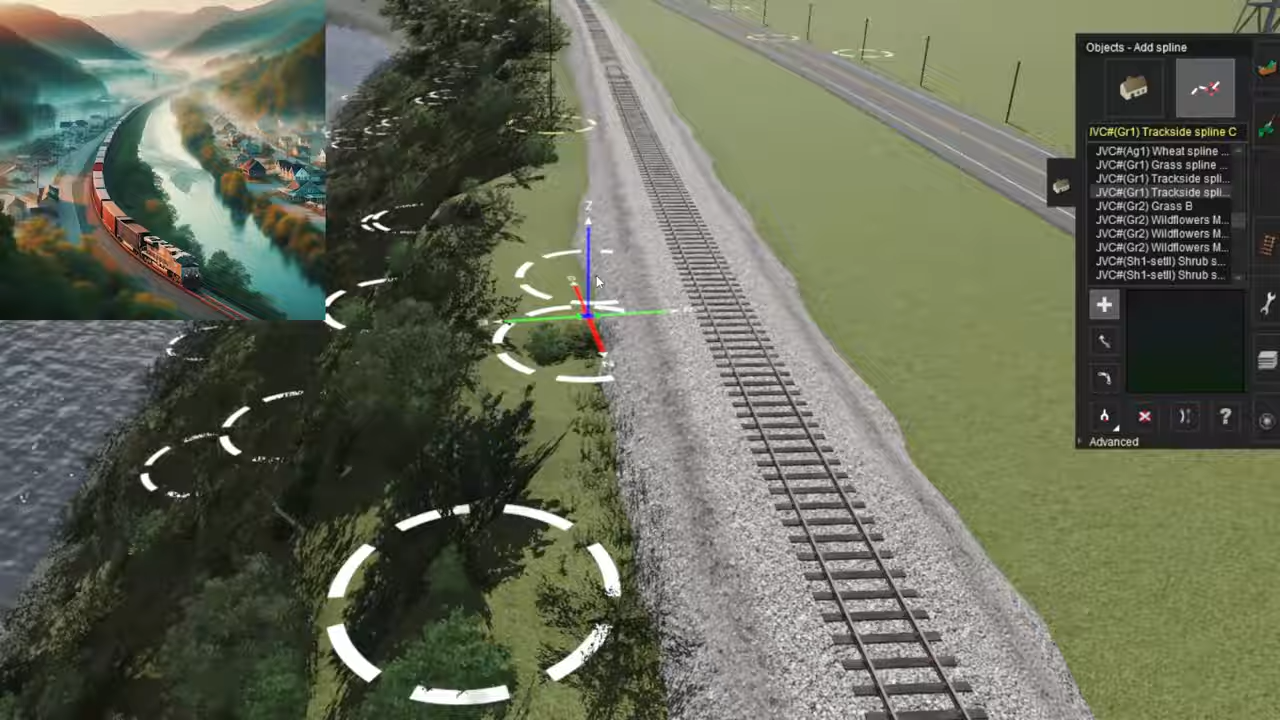 Objects - Add spline
JVC#(Gr1) Trackside spline C
JVC#(Ag1) Wheat spline ...
JVC#(Gr1) Grass spline ...
JVC#(Gr1) Trackside spli...
JVC#(Gr1) Trackside spli...
JVC#(Gr2) Grass B
JVC#(Gr2) Wildflowers M...
JVC#(Gr2) Wildflowers M...
JVC#(Gr2) Wildflowers M...
JVC#(Sh1-setII) Shrub s...
JVC#(Sh1-setII) Shrub s...
?
Advanced
Z